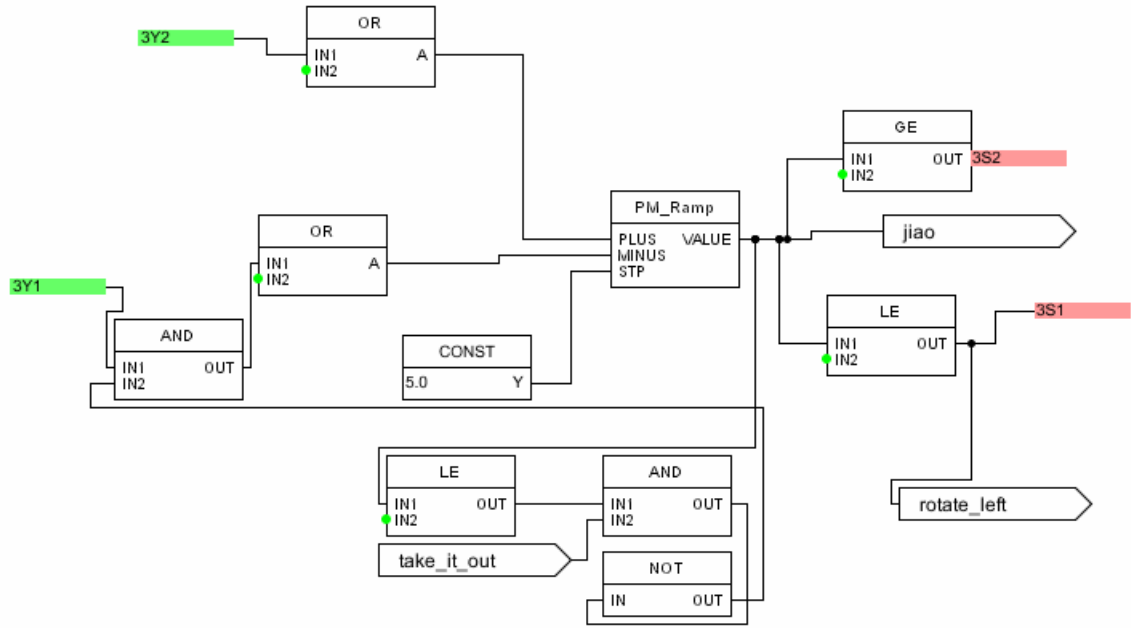 OR
3Y2
IN1 A
IN2
GE
IN1 OUT 3S2
IN2
PM_Ramp
OR
PLUS VALUE
jiao
MINUS
IN1 A
STP
IN2
3Y1
LE
3S1
AND
IN1 OUT
CONST
IN2
IN1 OUT
5.0 Y
IN2
LE
AND
IN1 OUT
IN1 OUT
rotate_left
IN2
IN2
take_it_out
NOT
IN OUT